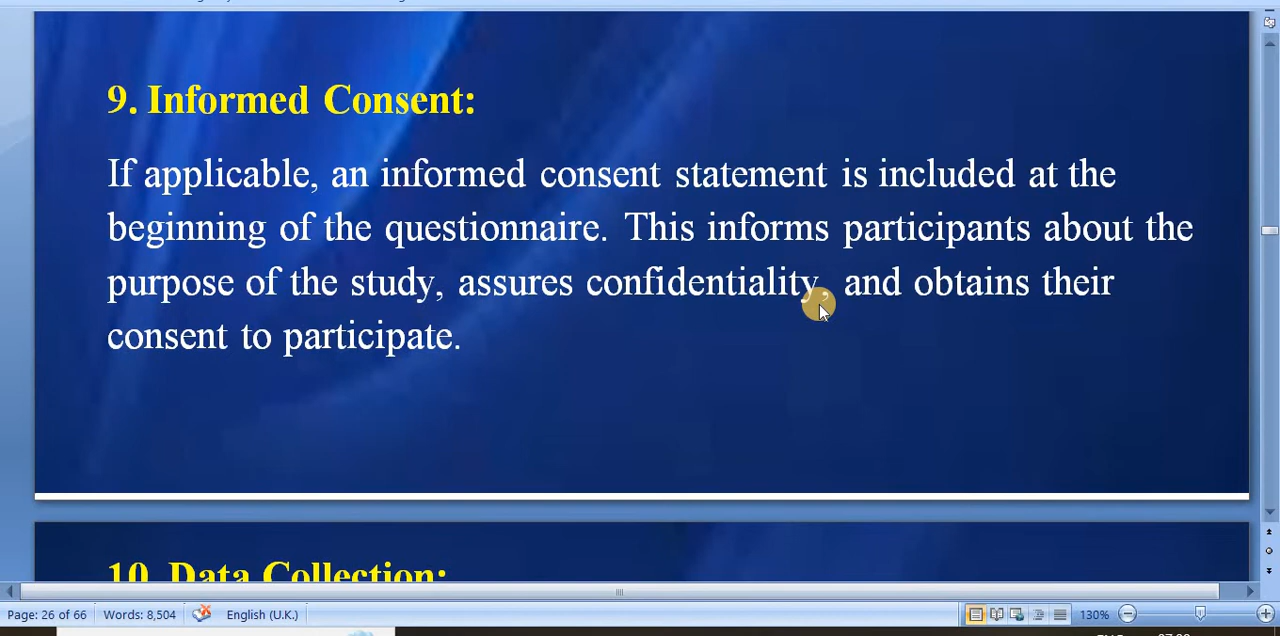 9. Informed Consent:
If applicable, an informed consent statement is included at the
beginning of the questionnaire. This informs participants about the
purpose of the study, assures confidentiality, and obtains their
consent to participate.
10. Data Collection:
Page: 26 of 66 Words: 8,504 English (U.K.) 130%